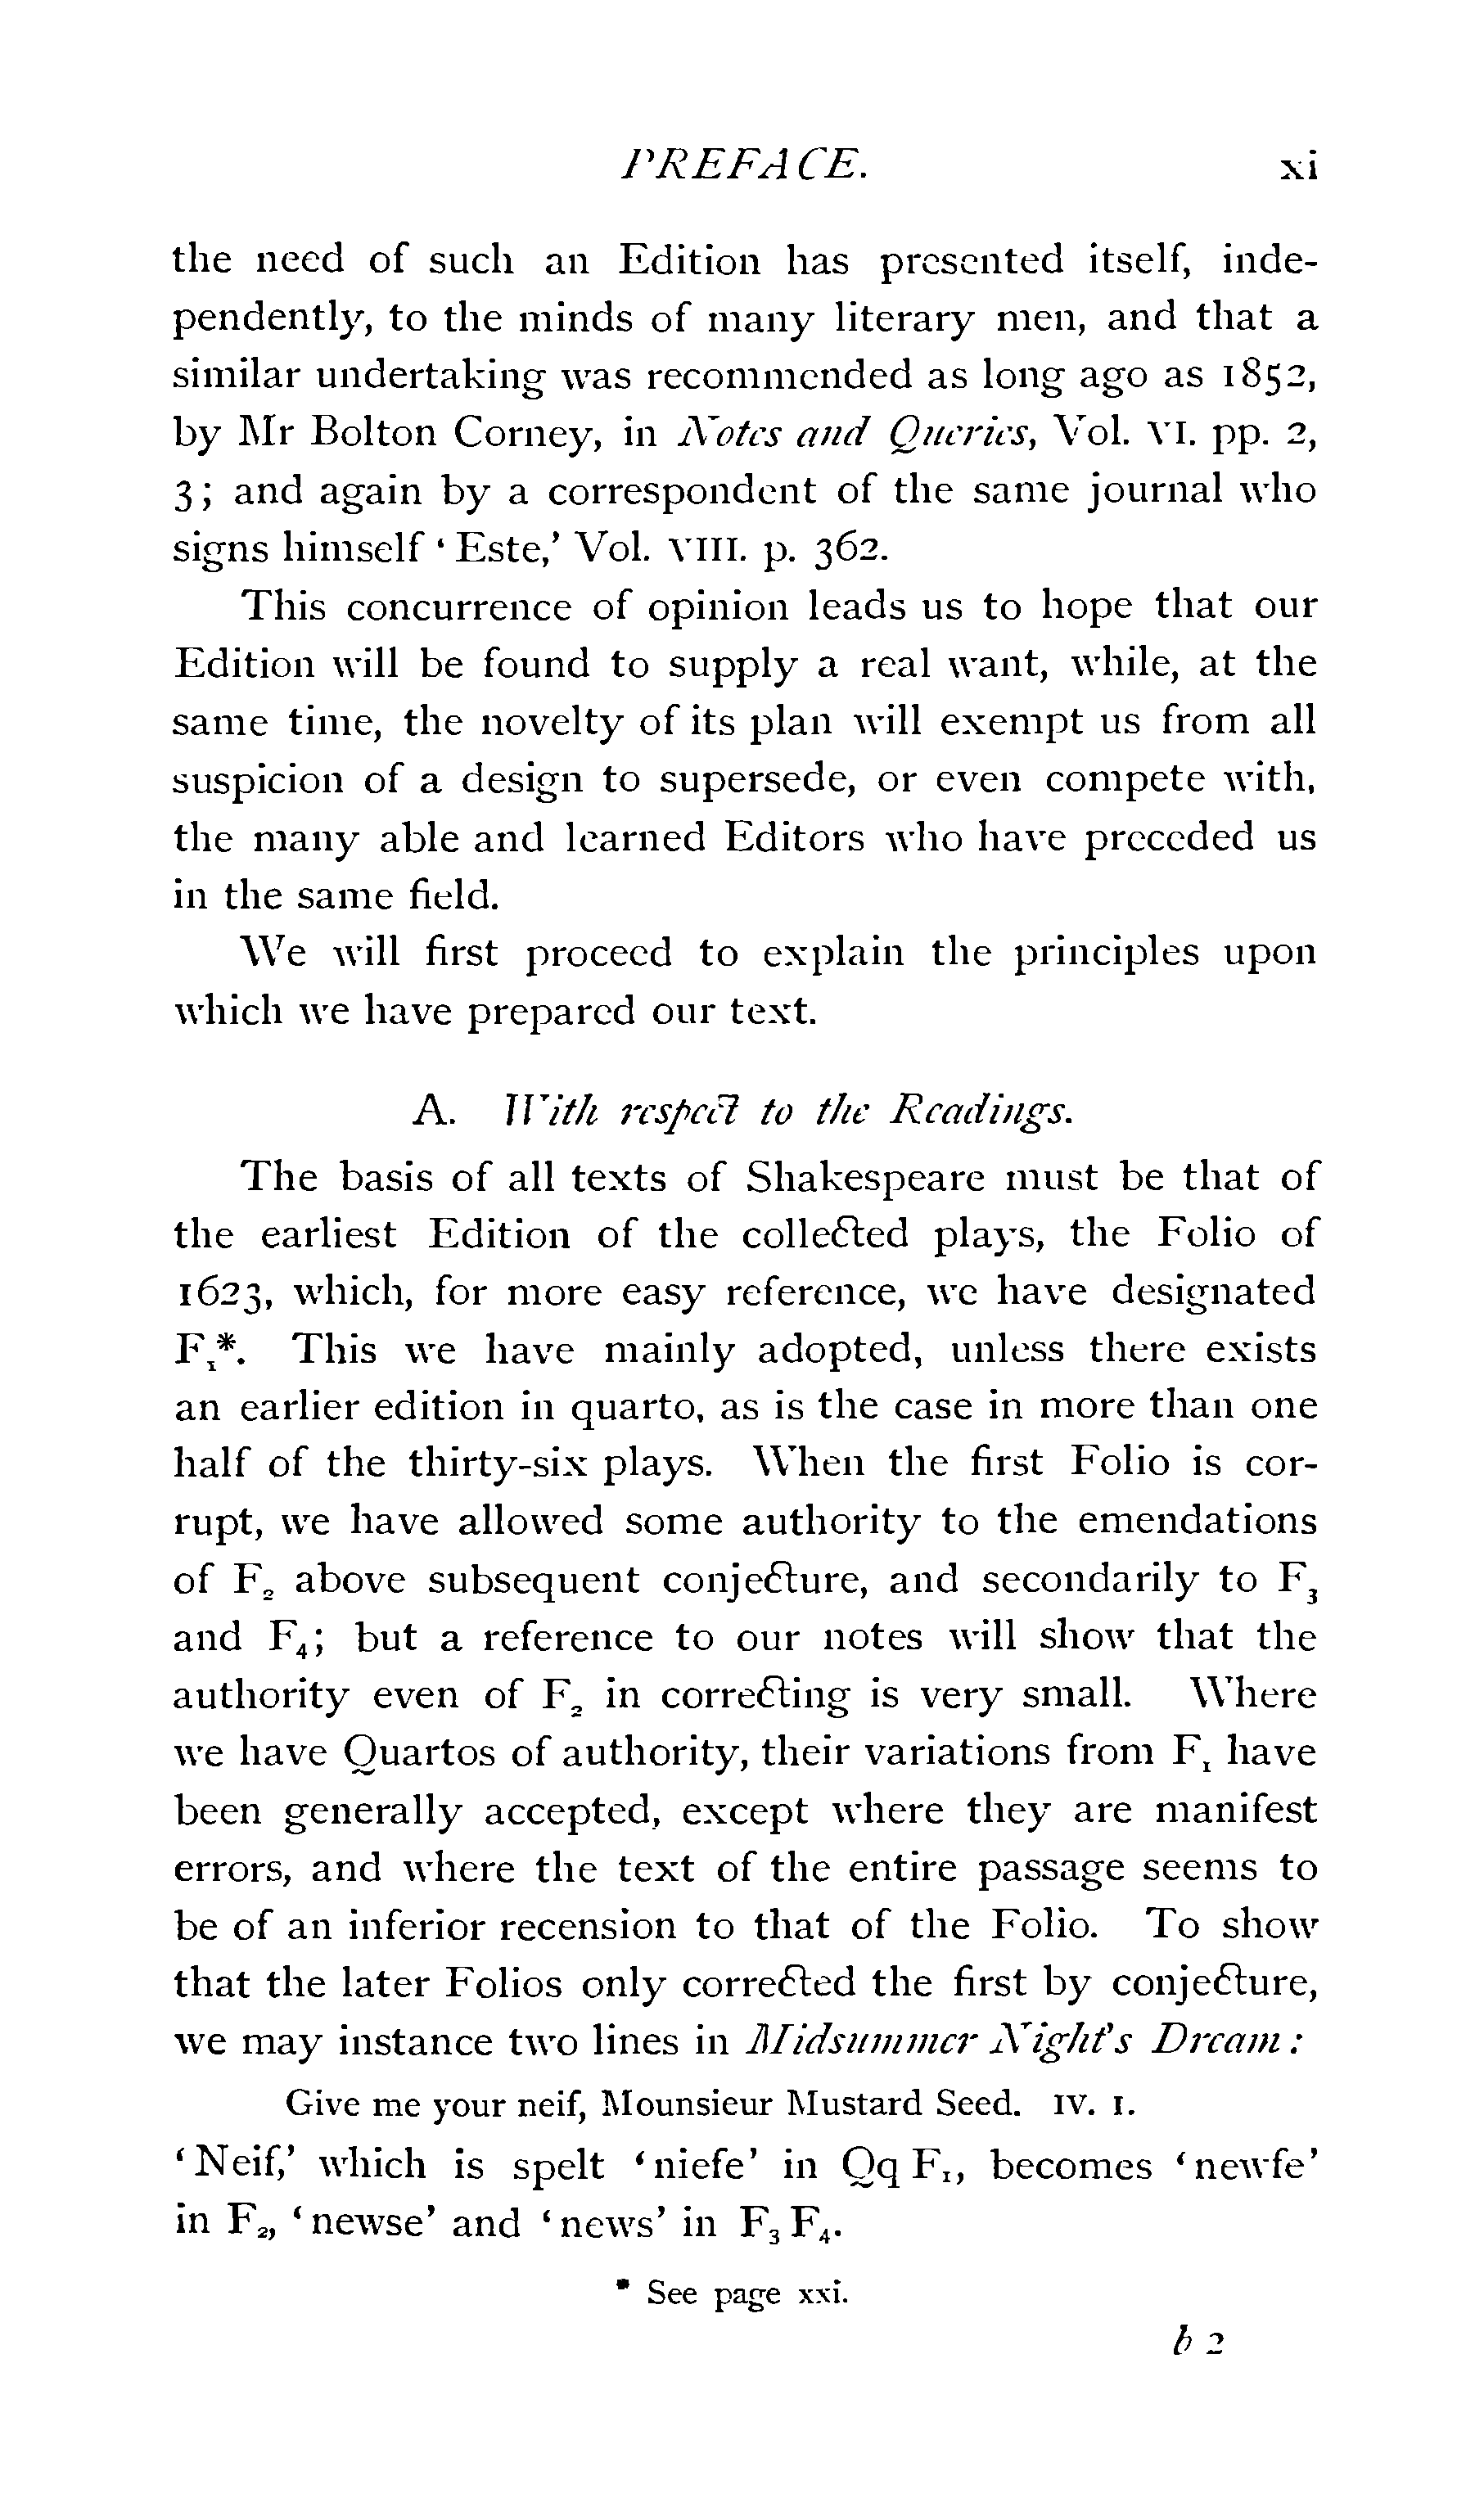 PREFACE. xi
the need of such an Edition has presented itself, inde-
pendently, to the minds of many literary men, and that a
similar undertaking was recommended as long ago as 1852,
by Mr Bolton Corney, in Notes and Queries, Vol. VI. pp. 2,
3; and again by a correspondent of the same journal who
signs himself ‘Este,’ Vol. VIII. p. 362.
This concurrence of opinion leads us to hope that our
Edition will be found to supply a real want, while, at the
same time, the novelty of its plan will exempt us from all
suspicion of a design to supersede, or even compete with,
the many able and learned Editors who have preceded us
in the same field.
We will first proceed to explain the principles upon
which we have prepared our text.
A. With respect to the Readings.
The basis of all texts of Shakespeare must be that of
the earliest Edition of the collected plays, the Folio of
1623, which, for more easy reference, we have designated
F₁*. This we have mainly adopted, unless there exists
an earlier edition in quarto, as is the case in more than one
half of the thirty-six plays. When the first Folio is cor-
rupt, we have allowed some authority to the emendations
of F₂ above subsequent conjecture, and secondarily to F₃
and F₄; but a reference to our notes will show that the
authority even of F₂ in correcting is very small. Where
we have Quartos of authority, their variations from F₁ have
been generally accepted, except where they are manifest
errors, and where the text of the entire passage seems to
be of an inferior recension to that of the Folio. To show
that the later Folios only corrected the first by conjecture,
we may instance two lines in Midsummer Night's Dream:
Give me your neif, Mounsieur Mustard Seed. IV. 1.
‘Neif,’ which is spelt ‘niefe’ in Qq F₁, becomes ‘newfe’
in F₂, ‘newse’ and ‘news’ in F₃ F₄.
* See page xxi.
b 2